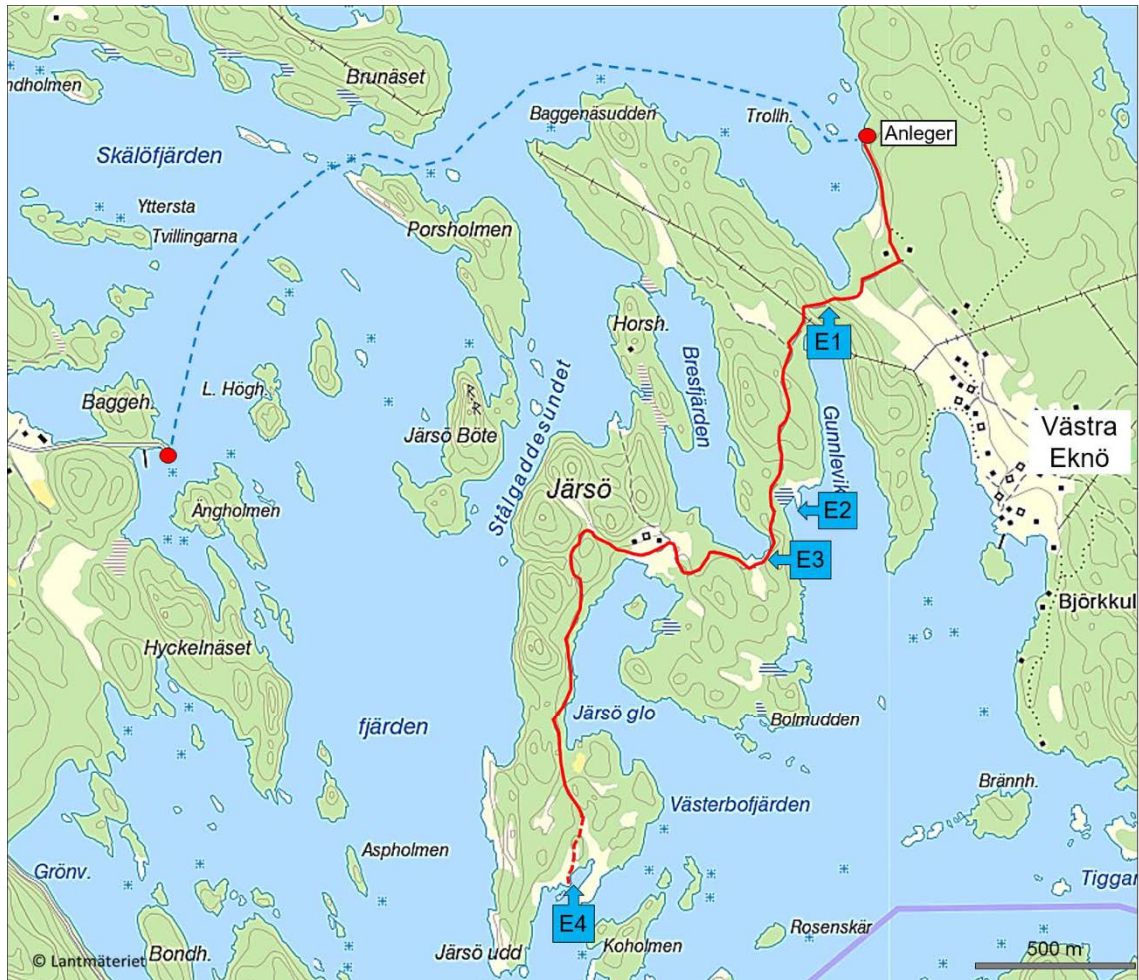 ndholmen
Brunäset
Baggenäsudden
Trollh.
Anleger
Skälöfjärden
Yttersta
Tvillingarna
Porsholmen
Horsh.
E1
Bresfjärden
L. Högh.
Baggeh.
Järsö Böte
Stålgaddesundet
Gunnlevik
Västra
Eknö
Järsö
E2
Ängholmen
E3
Björkkul
Hyckelnäset
Järsö glo
Bolmudden
fjärden
Västerbofjärden
Brännh.
Aspholmen
Grönv.
Tiggar
E4
Rosenskär
Järsö udd
Koholmen
Bondh.
500 m
© Lantmäteriet